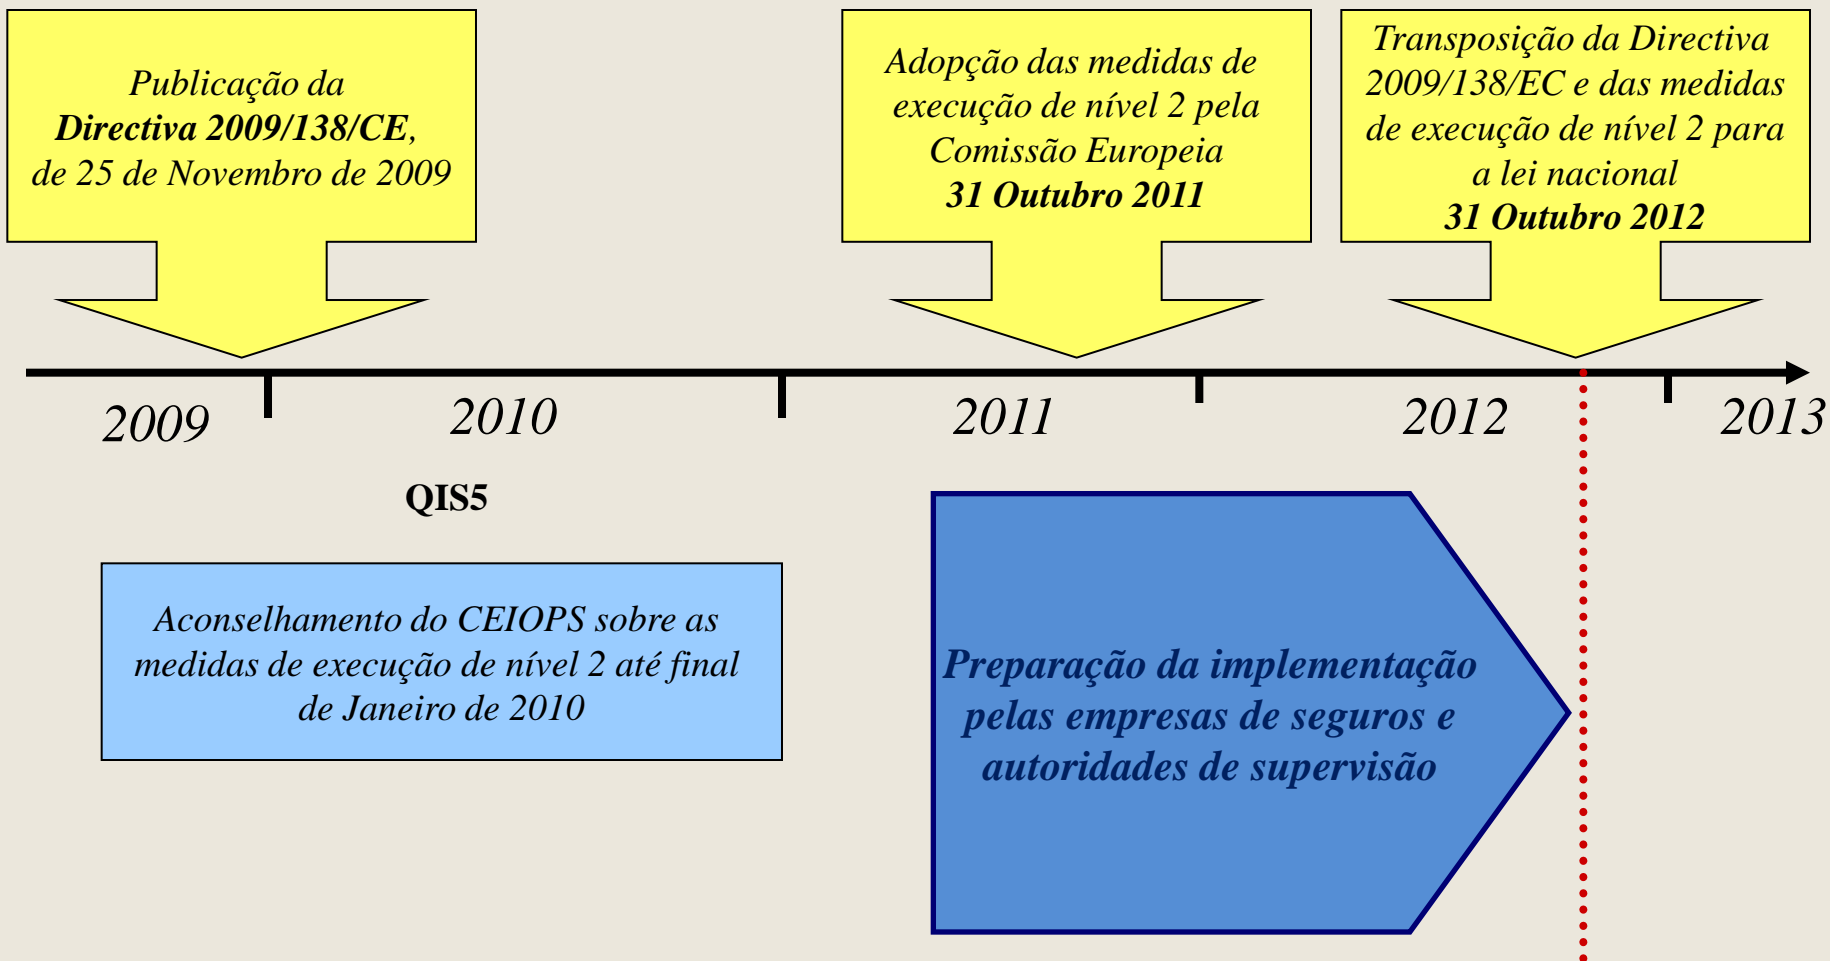 Publicação da
Directiva 2009/138/CE,
de 25 de Novembro de 2009
Adopção das medidas de
execução de nível 2 pela
Comissão Europeia
31 Outubro 2011
Transposição da Directiva
2009/138/EC e das medidas
de execução de nível 2 para
a lei nacional
31 Outubro 2012
2009
2010
2011
2012
2013
QIS5
Aconselhamento do CEIOPS sobre as
medidas de execução de nível 2 até final
de Janeiro de 2010
Preparação da implementação
pelas empresas de seguros e
autoridades de supervisão